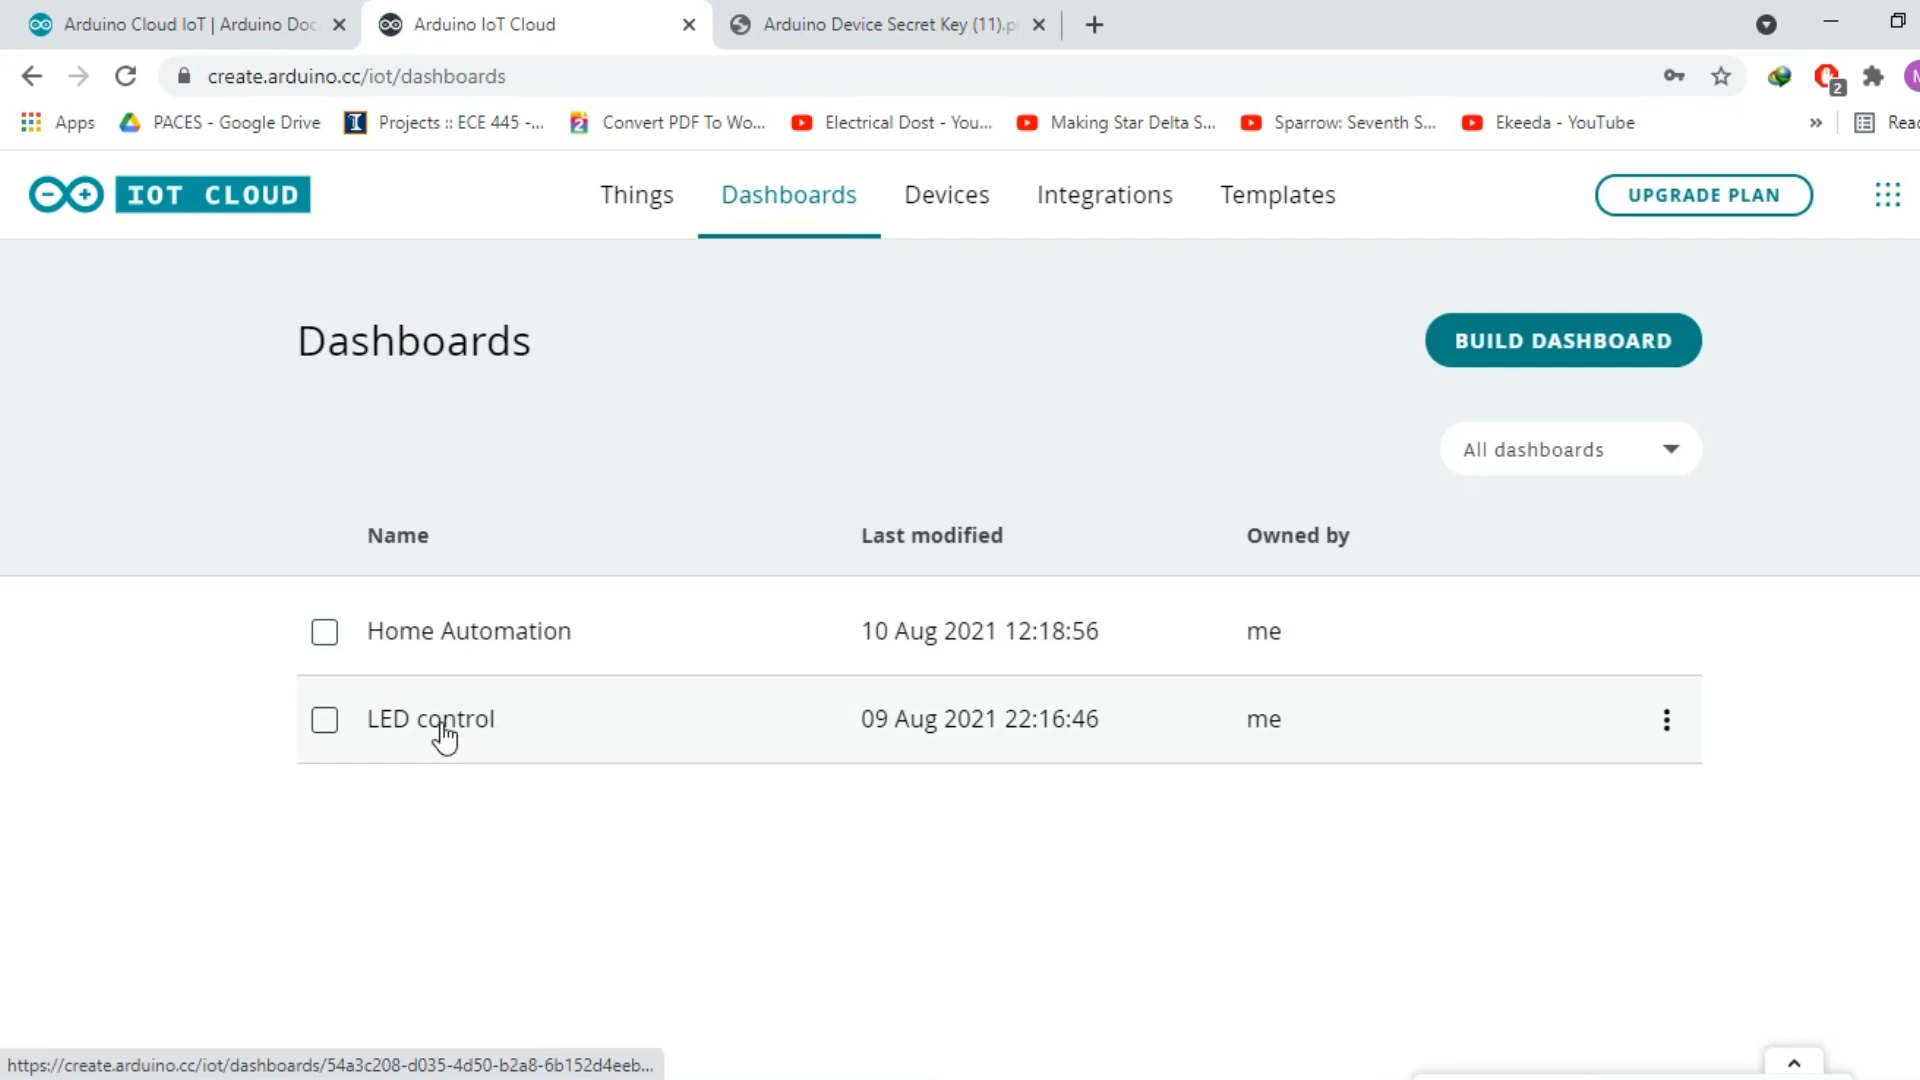 Arduino Cloud IoT | Arduino Doc
Arduino IoT Cloud
Arduino Device Secret Key (11).p
create.arduino.cc/iot/dashboards
2
Apps
PACES - Google Drive
Projects :: ECE 445 -...
Convert PDF To Wo...
Electrical Dost - You...
Making Star Delta S...
Sparrow: Seventh S...
Ekeeda - YouTube
»
Read
IOT CLOUD
Things
Dashboards
Devices
Integrations
Templates
UPGRADE PLAN
Dashboards
BUILD DASHBOARD
All dashboards
Name Last modified Owned by
Home Automation 10 Aug 2021 12:18:56 me
LED control 09 Aug 2021 22:16:46 me
https://create.arduino.cc/iot/dashboards/54a3c208-d035-4d50-b2a8-6b152d4eeb...